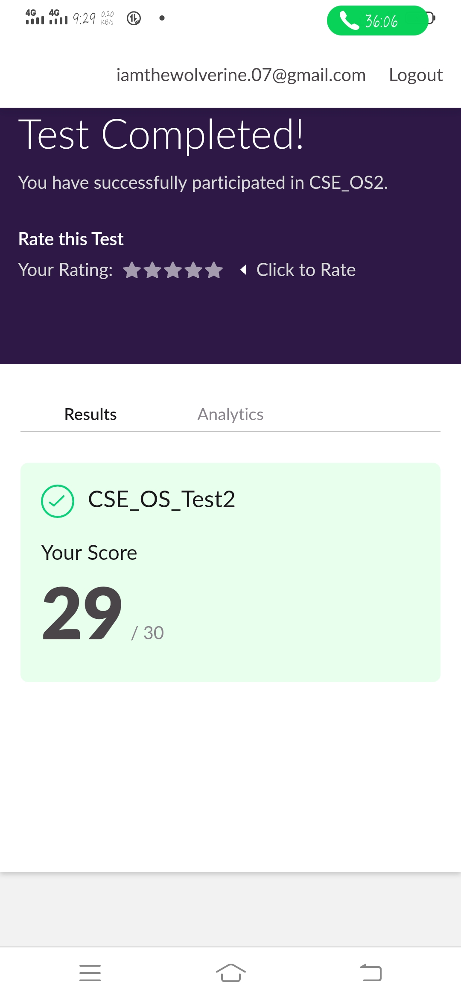 4G 4G 9:29 0.20 KB/s 36:06
iamthewolverine.07@gmail.com Logout
Test Completed!
You have successfully participated in CSE_OS2.
Rate this Test
Your Rating: Click to Rate
Results Analytics
CSE_OS_Test2
Your Score
29 / 30